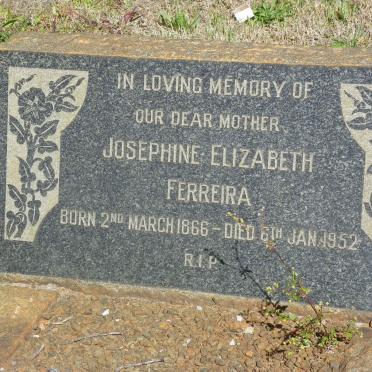 IN LOVING MEMORY OF
OUR DEAR MOTHER
JOSEPHINE ELIZABETH
FERREIRA
BORN 2ND MARCH 1866 - DIED 6TH JAN. 1952
R.I.P